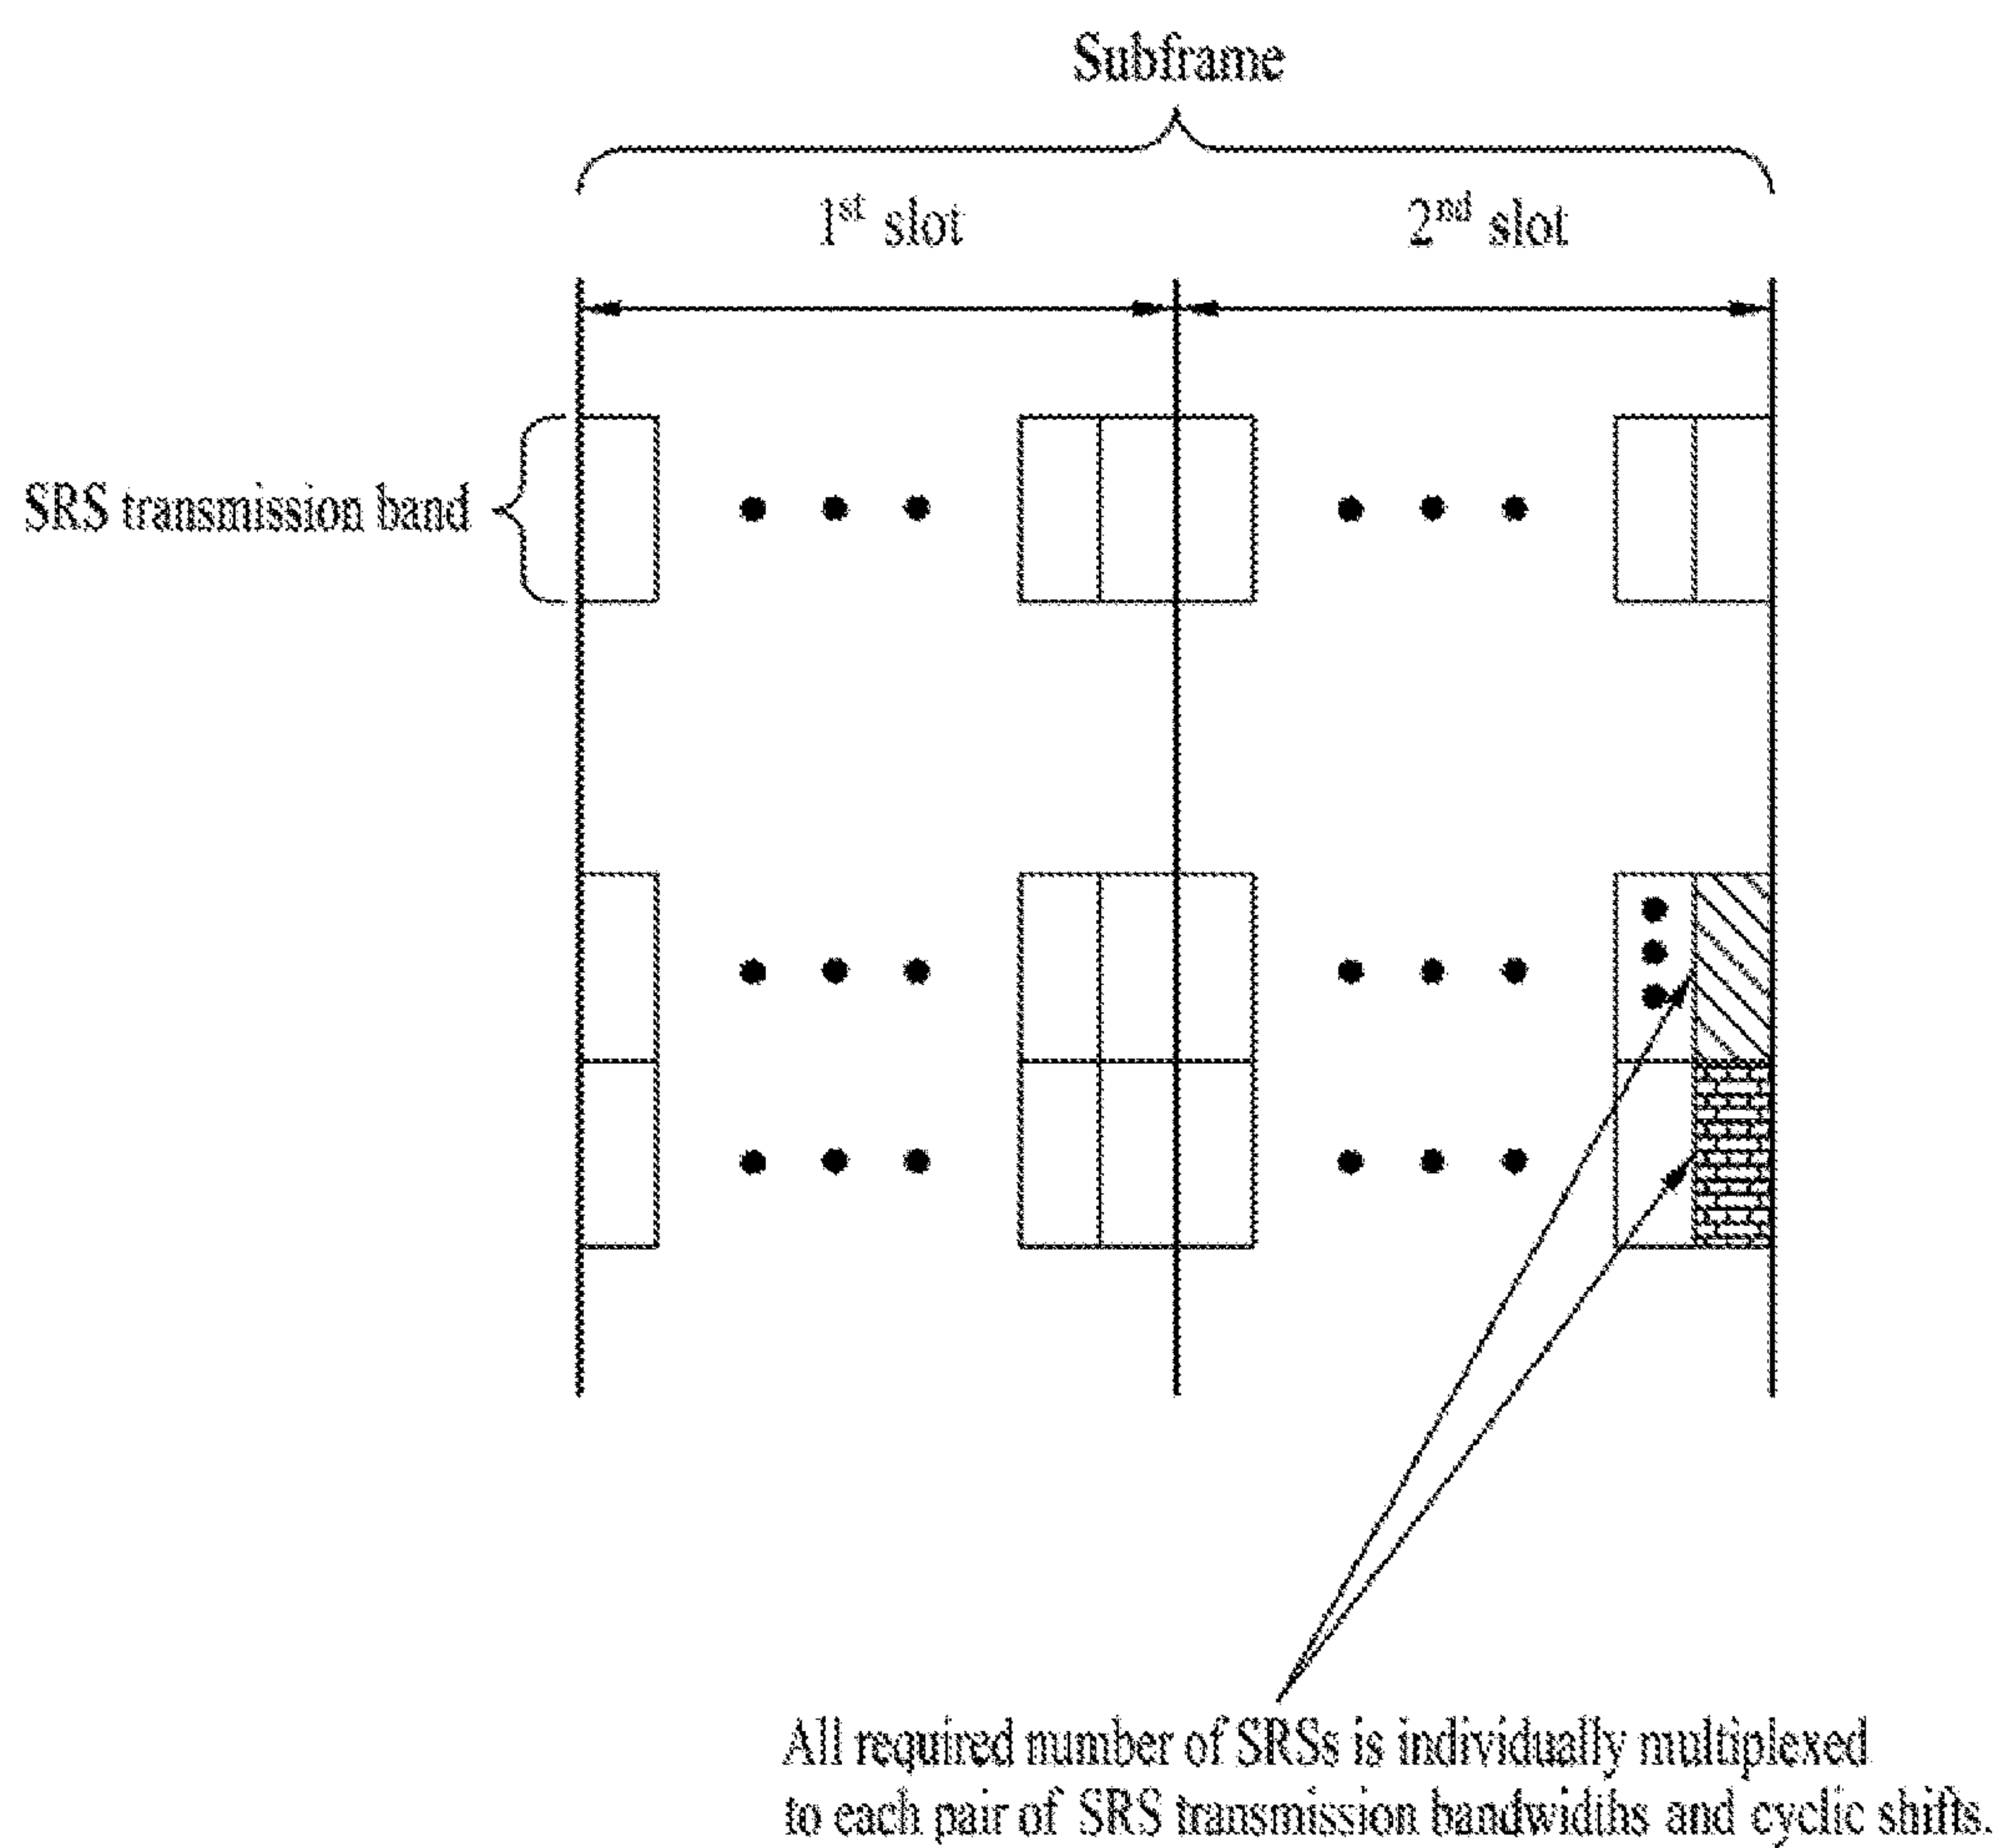 Subframe
1st slot
2nd slot
SRS transmission band
All required number of SRSs is individually multiplexed
to each pair of SRS transmission bandwidths and cyclic shifts.